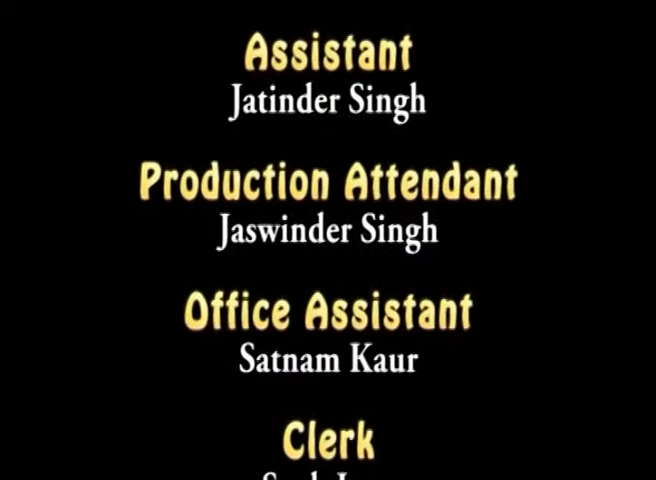 Assistant
Jatinder Singh
Production Attendant
Jaswinder Singh
Office Assistant
Satnam Kaur
Clerk